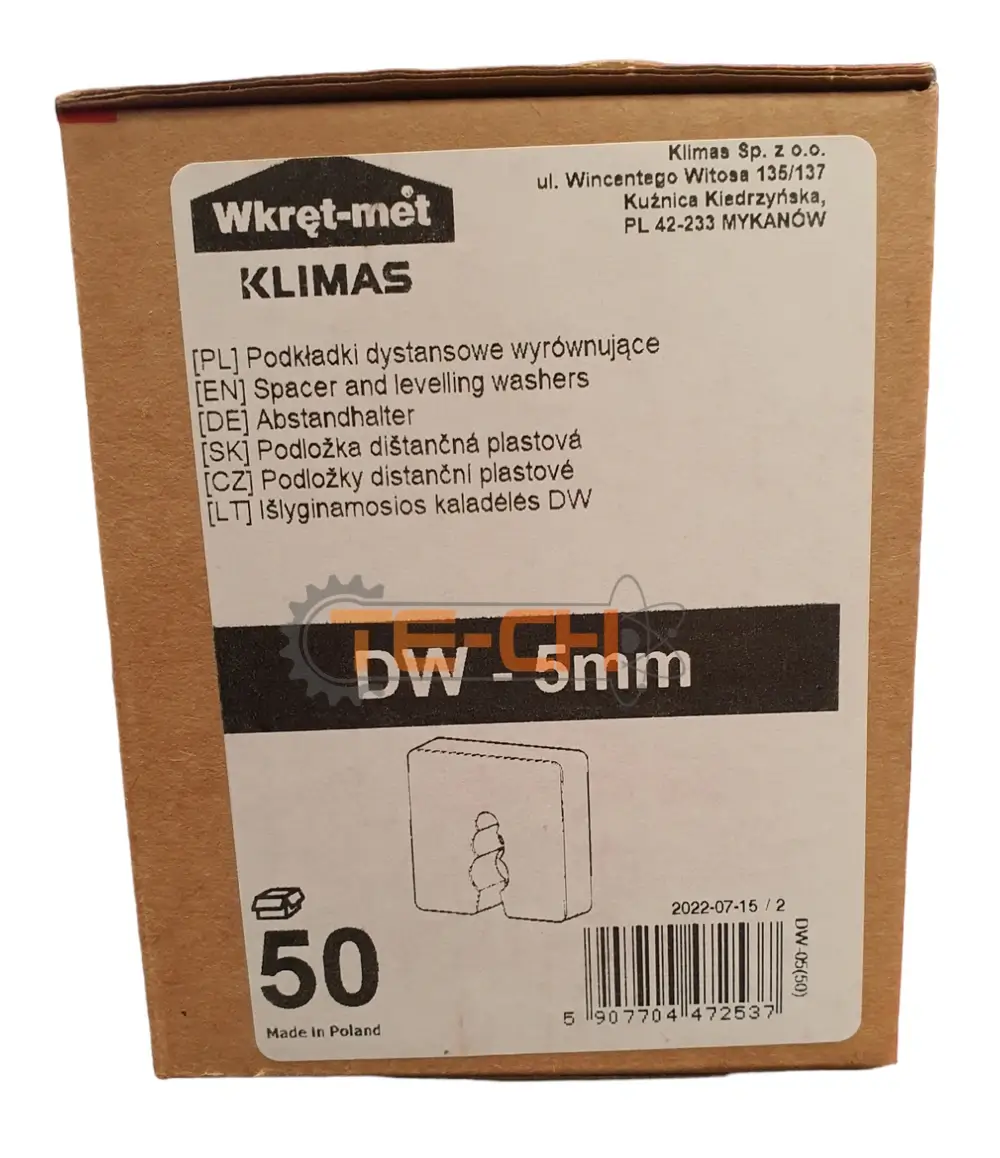 Wkręt-met®
KLIMAS
Klimas Sp. z o.o.
ul. Wincentego Witosa 135/137
Kuźnica Kiedrzyńska,
PL 42-233 MYKANÓW
[PL] Podkładki dystansowe wyrównujące
[EN] Spacer and levelling washers
[DE] Abstandhalter
[SK] Podložka dištančná plastová
[CZ] Podložky distanční plastové
[LT] Išlyginamosios kaladėlės DW
TE-CH
DW - 5mm
50
Made in Poland
2022-07-15 / 2
DW-05(50)
5 907704 472537